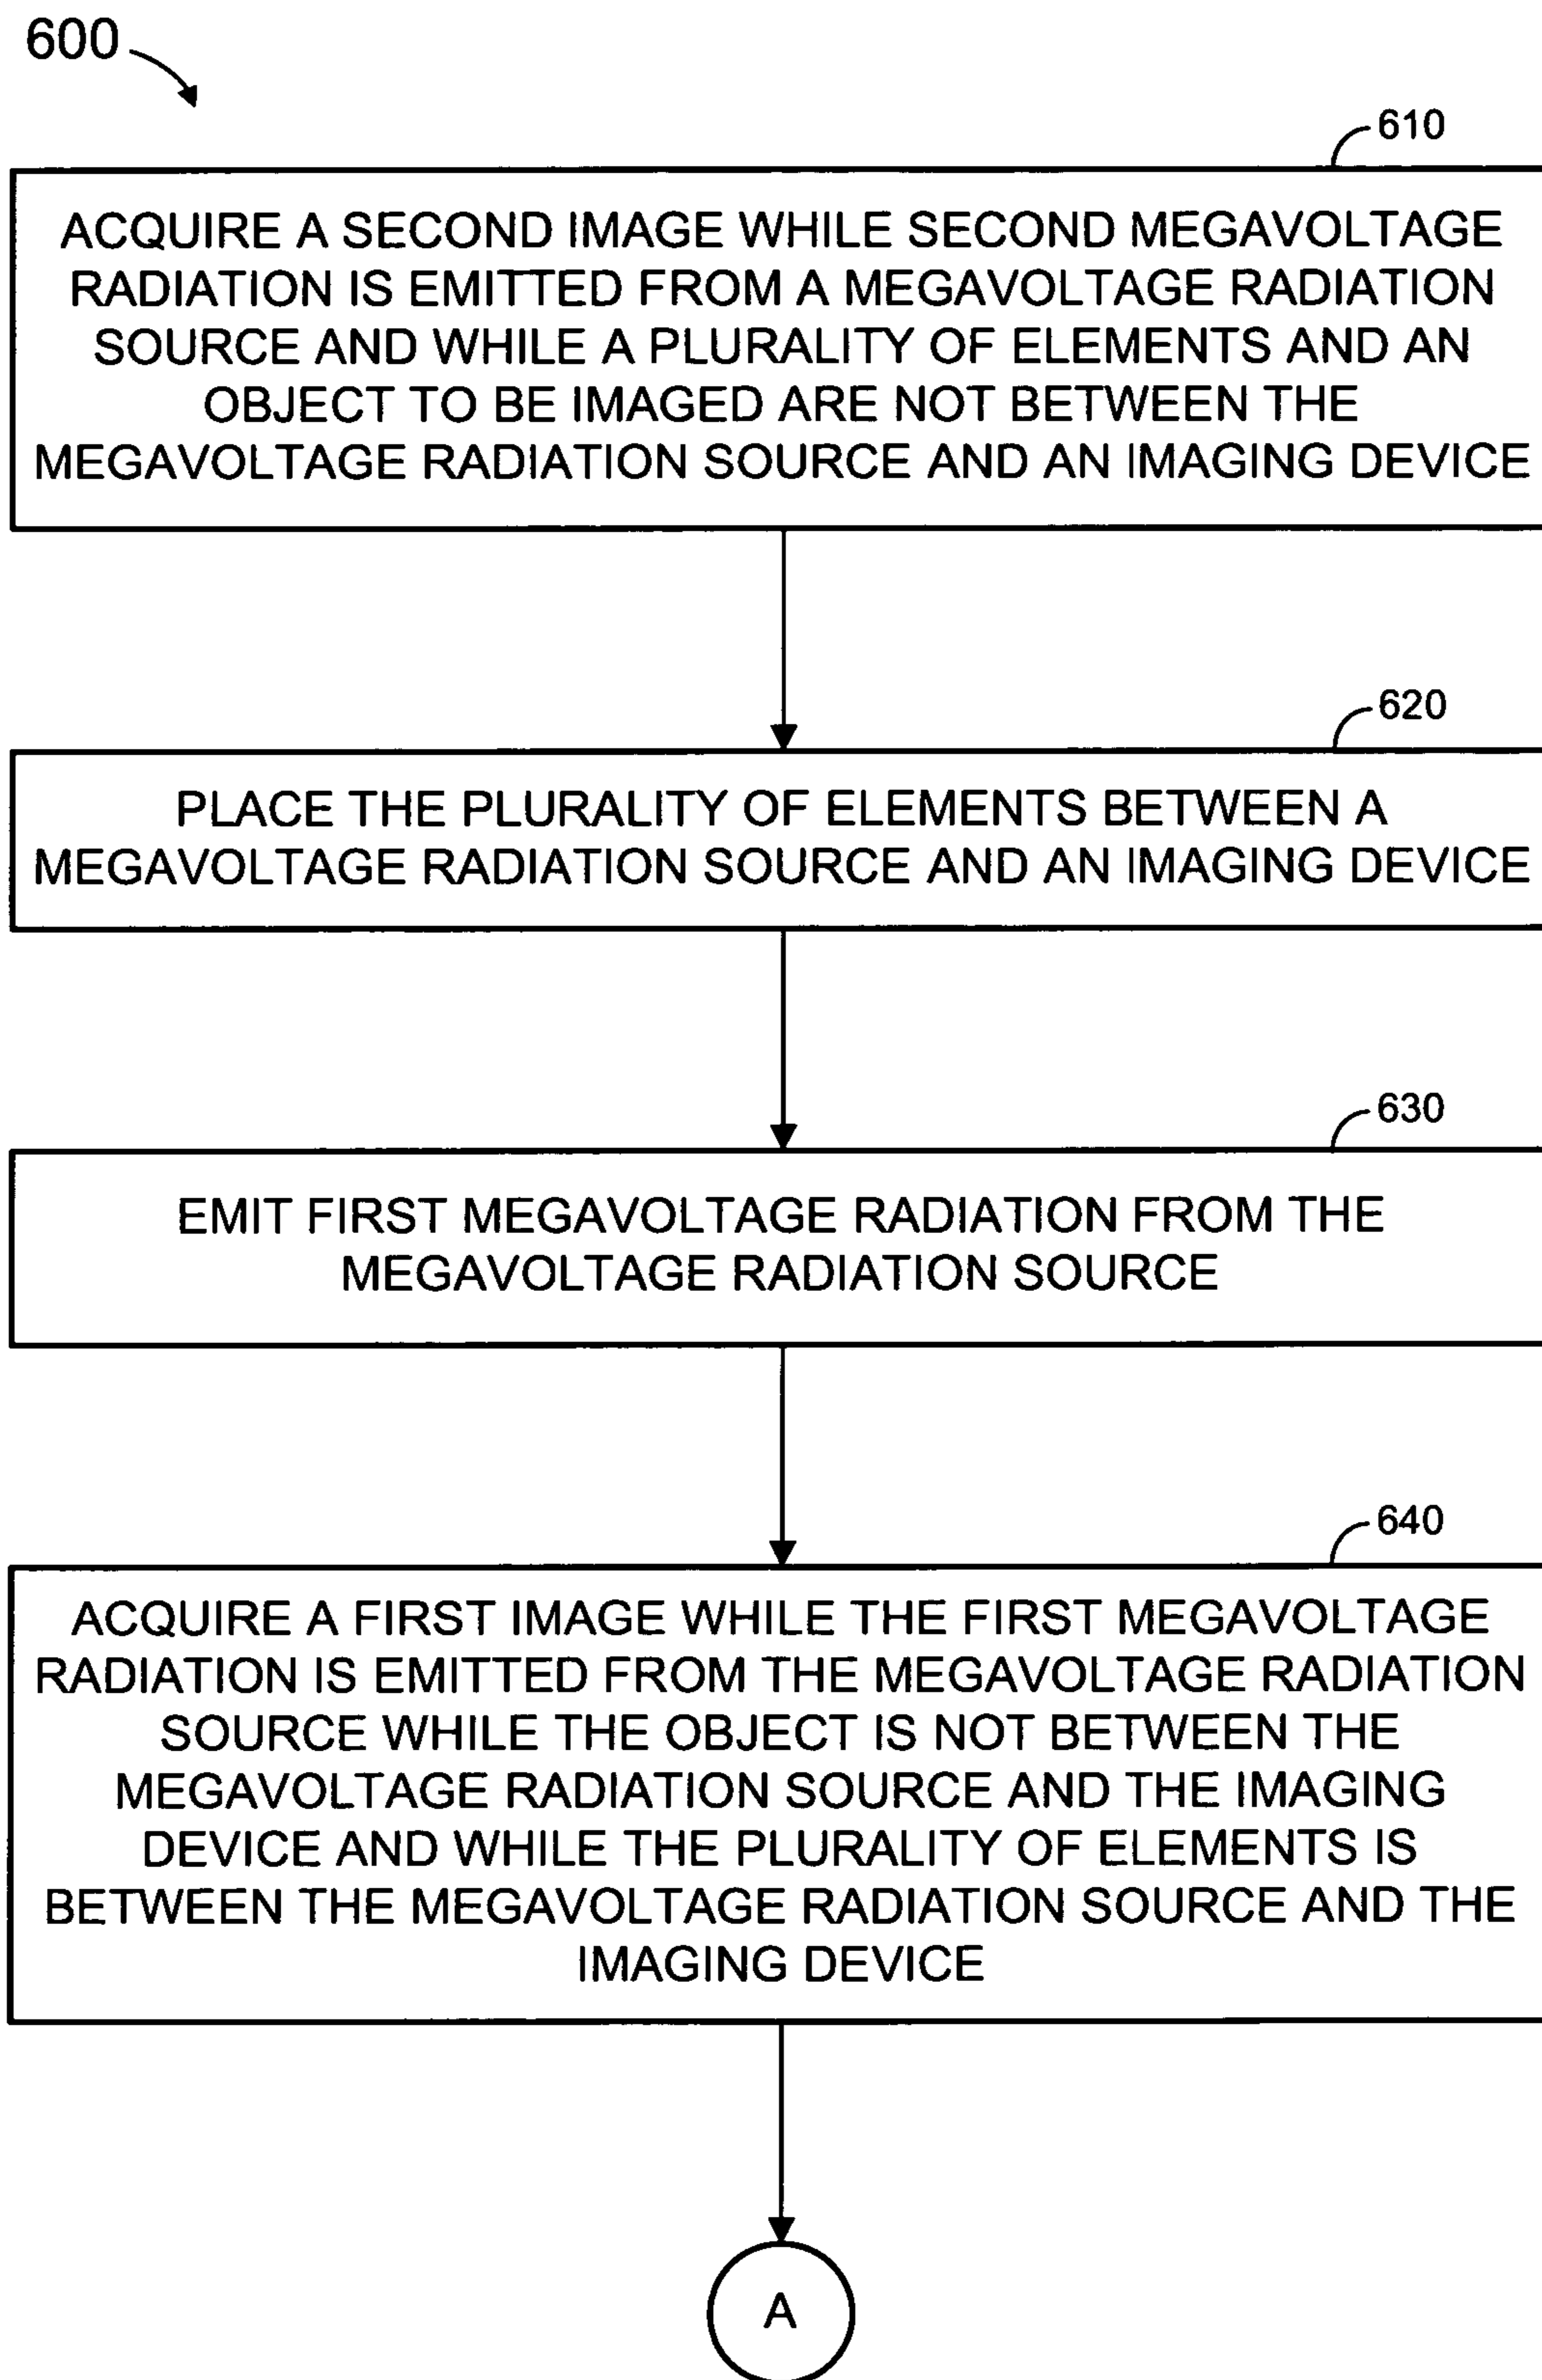 600
610
ACQUIRE A SECOND IMAGE WHILE SECOND MEGAVOLTAGE
RADIATION IS EMITTED FROM A MEGAVOLTAGE RADIATION
SOURCE AND WHILE A PLURALITY OF ELEMENTS AND AN
OBJECT TO BE IMAGED ARE NOT BETWEEN THE
MEGAVOLTAGE RADIATION SOURCE AND AN IMAGING DEVICE
620
PLACE THE PLURALITY OF ELEMENTS BETWEEN A
MEGAVOLTAGE RADIATION SOURCE AND AN IMAGING DEVICE
630
EMIT FIRST MEGAVOLTAGE RADIATION FROM THE
MEGAVOLTAGE RADIATION SOURCE
640
ACQUIRE A FIRST IMAGE WHILE THE FIRST MEGAVOLTAGE
RADIATION IS EMITTED FROM THE MEGAVOLTAGE RADIATION
SOURCE WHILE THE OBJECT IS NOT BETWEEN THE
MEGAVOLTAGE RADIATION SOURCE AND THE IMAGING
DEVICE AND WHILE THE PLURALITY OF ELEMENTS IS
BETWEEN THE MEGAVOLTAGE RADIATION SOURCE AND THE
IMAGING DEVICE
A